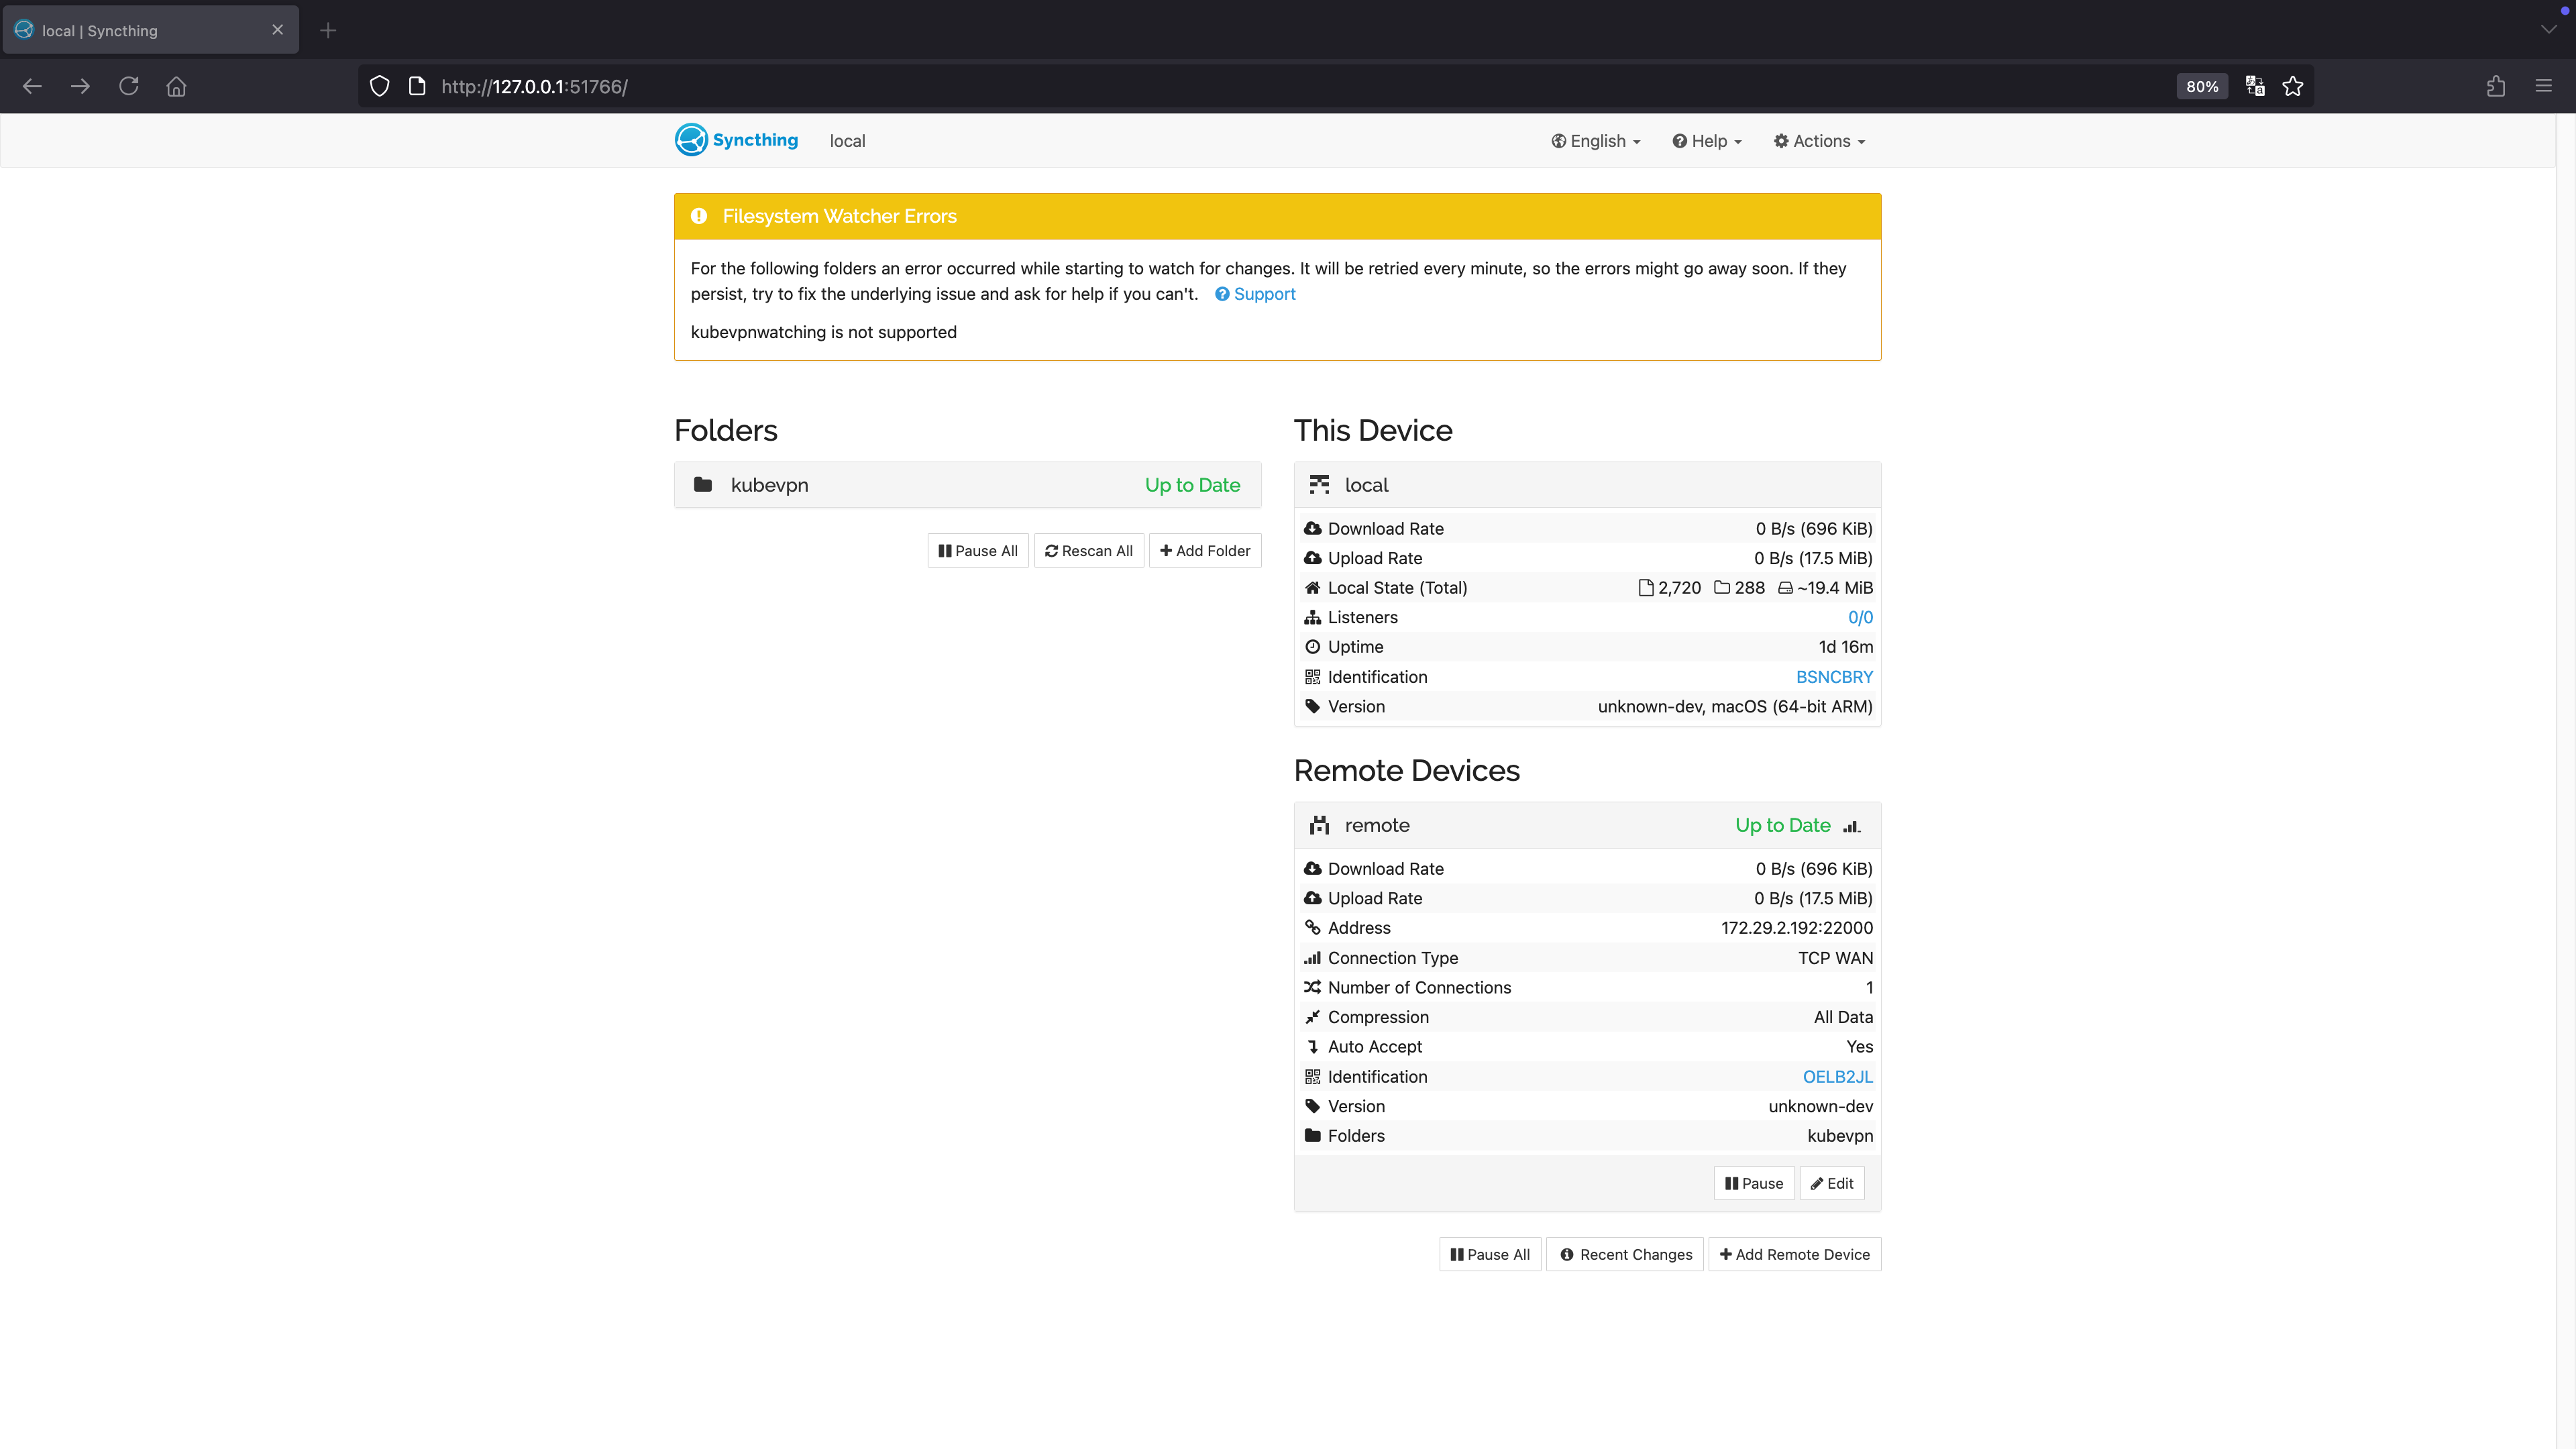 local | Syncthing
http://127.0.0.1:51766/
80%
Syncthing
local
English
Help
Actions
Filesystem Watcher Errors
For the following folders an error occurred while starting to watch for changes. It will be retried every minute, so the errors might go away soon. If they
persist, try to fix the underlying issue and ask for help if you can't. Support
kubevpnwatching is not supported
Folders
kubevpn Up to Date
Pause All Rescan All Add Folder
This Device
local
Download Rate 0 B/s (696 KiB)
Upload Rate 0 B/s (17.5 MiB)
Local State (Total) 2,720 288 ~19.4 MiB
Listeners 0/0
Uptime 1d 16m
Identification BSNCBRY
Version unknown-dev, macOS (64-bit ARM)
Remote Devices
remote Up to Date
Download Rate 0 B/s (696 KiB)
Upload Rate 0 B/s (17.5 MiB)
Address 172.29.2.192:22000
Connection Type TCP WAN
Number of Connections 1
Compression All Data
Auto Accept Yes
Identification OELB2JL
Version unknown-dev
Folders kubevpn
Pause Edit
Pause All Recent Changes Add Remote Device